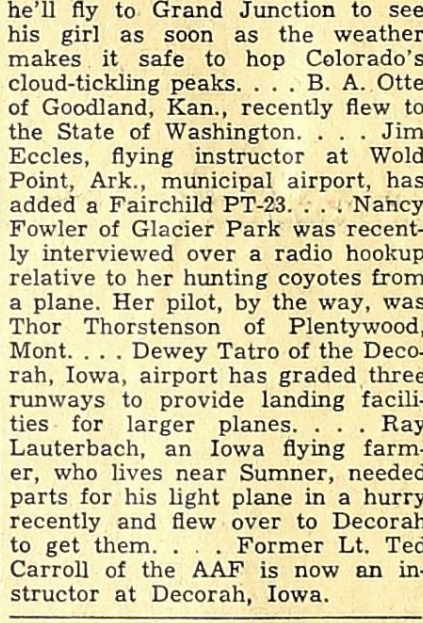 he'll fly to Grand Junction to see
his girl as soon as the weather
makes it safe to hop Colorado's
cloud-tickling peaks. . . . B. A. Otte
of Goodland, Kan., recently flew to
the State of Washington. . . . Jim
Eccles, flying instructor at Wold
Point, Ark., municipal airport, has
added a Fairchild PT-23. . . . Nancy
Fowler of Glacier Park was recent-
ly interviewed over a radio hookup
relative to her hunting coyotes from
a plane. Her pilot, by the way, was
Thor Thorstenson of Plentywood,
Mont. . . . Dewey Tatro of the Deco-
rah, Iowa, airport has graded three
runways to provide landing facili-
ties for larger planes. . . . Ray
Lauterbach, an Iowa flying farm-
er, who lives near Sumner, needed
parts for his light plane in a hurry
recently and flew over to Decorah
to get them. . . . Former Lt. Ted
Carroll of the AAF is now an in-
structor at Decorah, Iowa.